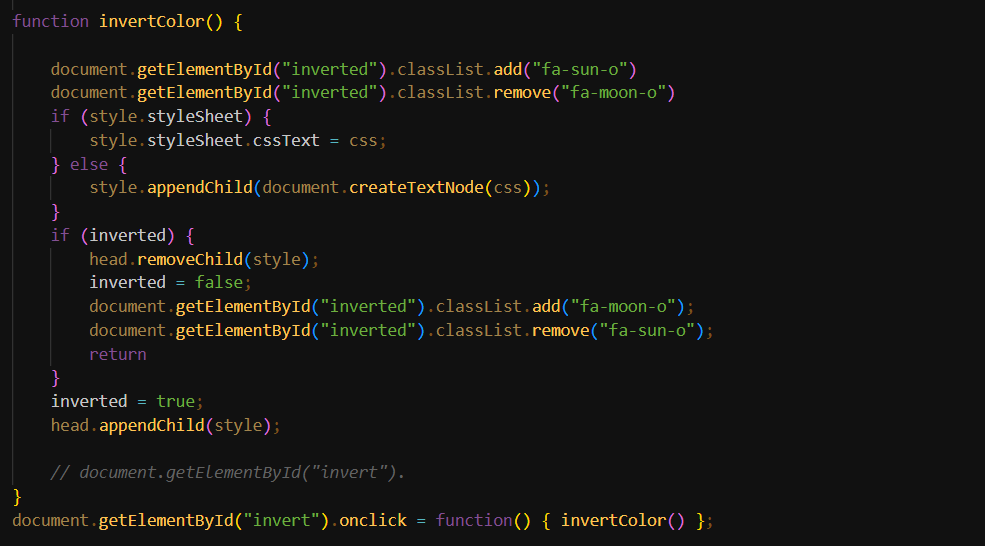 function invertColor() {
document.getElementById("inverted").classList.add("fa-sun-o")
document.getElementById("inverted").classList.remove("fa-moon-o")
if (style.styleSheet) {
style.styleSheet.cssText = css;
} else {
style.appendChild(document.createTextNode(css));
}
if (inverted) {
head.removeChild(style);
inverted = false;
document.getElementById("inverted").classList.add("fa-moon-o");
document.getElementById("inverted").classList.remove("fa-sun-o");
return
}
inverted = true;
head.appendChild(style);
// document.getElementById("invert").
}
document.getElementById("invert").onclick = function() { invertColor() };